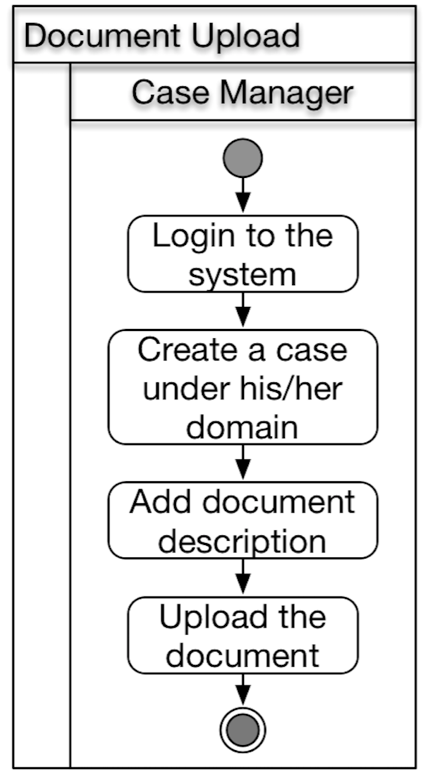 Document Upload
Case Manager
Login to the
system
Create a case
under his/her
domain
Add document
description
Upload the
document